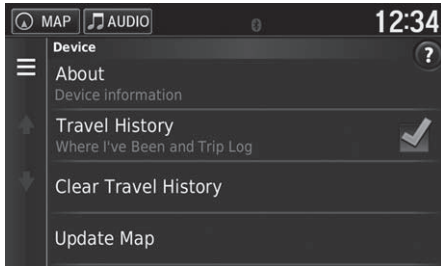 MAP AUDIO 12:34
Device
?
About
Device information
Travel History
Where I've Been and Trip Log
Clear Travel History
Update Map